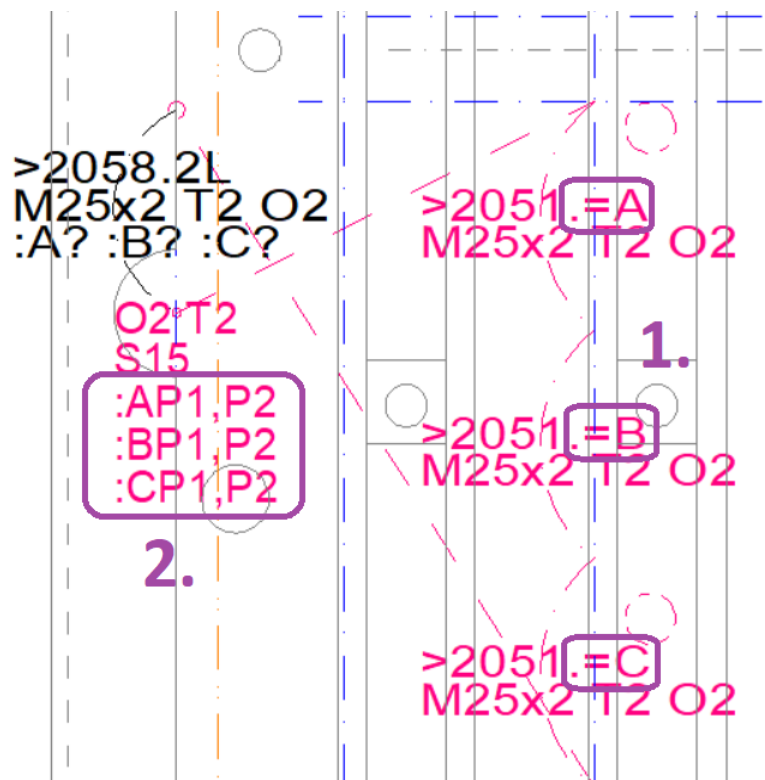 >2058.2L
M25x2 T2 O2
:A? :B? :C?
O2 T2
S15
:AP1,P2
:BP1,P2
:CP1,P2
2.
>2051.=A
M25x2 T2 O2
1.
>2051.=B
M25x2 T2 O2
>2051.=C
M25x2 T2 O2